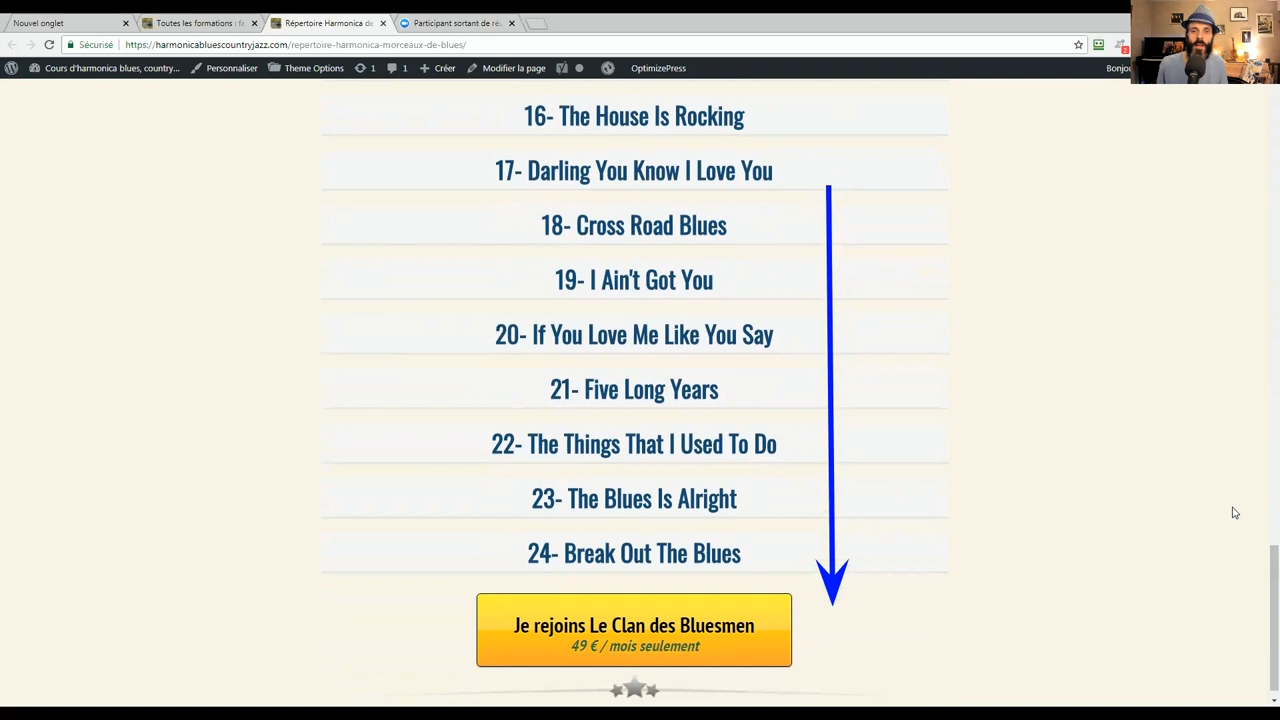 Nouvel onglet
Toutes les formations : fa
Répertoire Harmonica de
Participant sortant de ré
Sécurisé
https://harmonicabluescountryjazz.com/repertoire-harmonica-morceaux-de-blues/
2
Cours d'harmonica blues, country...
Personnaliser
Theme Options
1
1
Créer
Modifier la page
OptimizePress
Bonjo
16- The House Is Rocking
17- Darling You Know I Love You
18- Cross Road Blues
19- I Ain't Got You
20- If You Love Me Like You Say
21- Five Long Years
22- The Things That I Used To Do
23- The Blues Is Alright
24- Break Out The Blues
Je rejoins Le Clan des Bluesmen
49 € / mois seulement